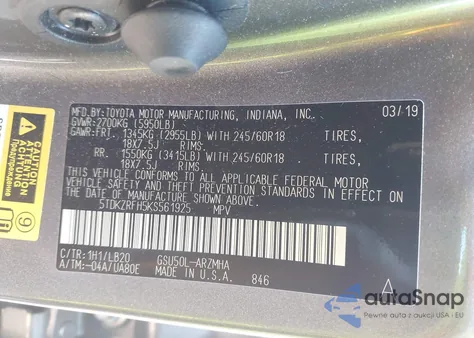 MFD.BY:TOYOTA MOTOR MANUFACTURING, INDIANA, INC. 03/19
GVWR:2700KG (5950LB)
GAWR:FRT. 1345KG (2955LB) WITH 245/60R18 TIRES,
18X7.5J RIMS.
RR. 1550KG (3415LB) WITH 245/60R18 TIRES,
18X7.5J RIMS.
THIS VEHICLE CONFORMS TO ALL APPLICABLE FEDERAL MOTOR
VEHICLE SAFETY, BUMPER, AND THEFT PREVENTION STANDARDS
IN EFFECT ON THE DATE OF MANUFACTURE SHOWN ABOVE.
5TDKZRFH5KS561925 MPV
C/TR:1H1/LB20 GSU50L-ARZMHA
A/TM:-04A/UA80E MADE IN U.S.A. 846
A
CAUTION
autoSnap
Pewne auta z USA